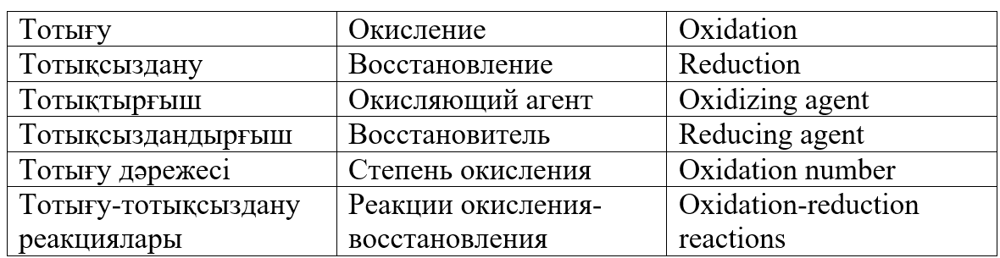 Тотығу Окисление Oxidation
Тотықсыздану Восстановление Reduction
Тотықтырғыш Окисляющий агент Oxidizing agent
Тотықсыздандырғыш Восстановитель Reducing agent
Тотығу дәрежесі Степень окисления Oxidation number
Тотығу-тотықсыздану Реакции окисления- Oxidation-reduction
реакциялары восстановления reactions